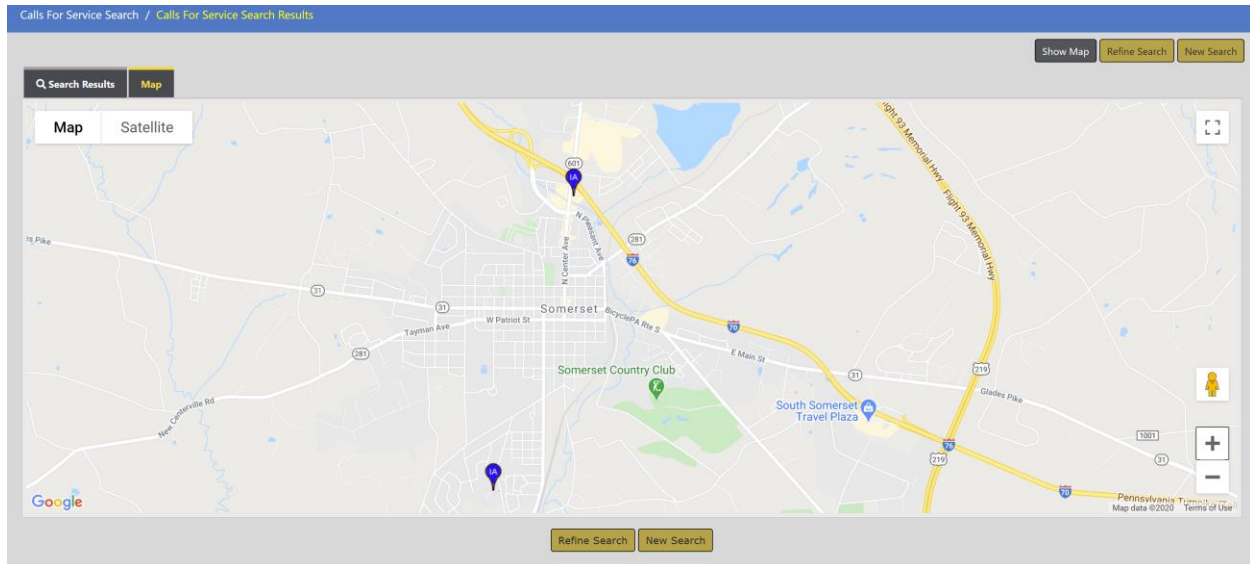 Calls For Service Search / Calls For Service Search Results
Show Map
Refine Search
New Search
Search Results
Map
Map
Satellite
Flight 93 Memorial Hwy
Flight 93 Memorial Hwy
601
IA
N Pleasant Ave
281
76
N Center Ave
es Pike
31
31
Somerset
W Patriot St
BicyclePA Rte S
70
Tayman Ave
281
E Main St
Somerset Country Club
31
219
Glades Pike
South Somerset
Travel Plaza
New Centerville Rd
1001
76
219
31
IA
70
Google
Pennsylvania
Map data ©2020
Terms of Use
Refine Search
New Search